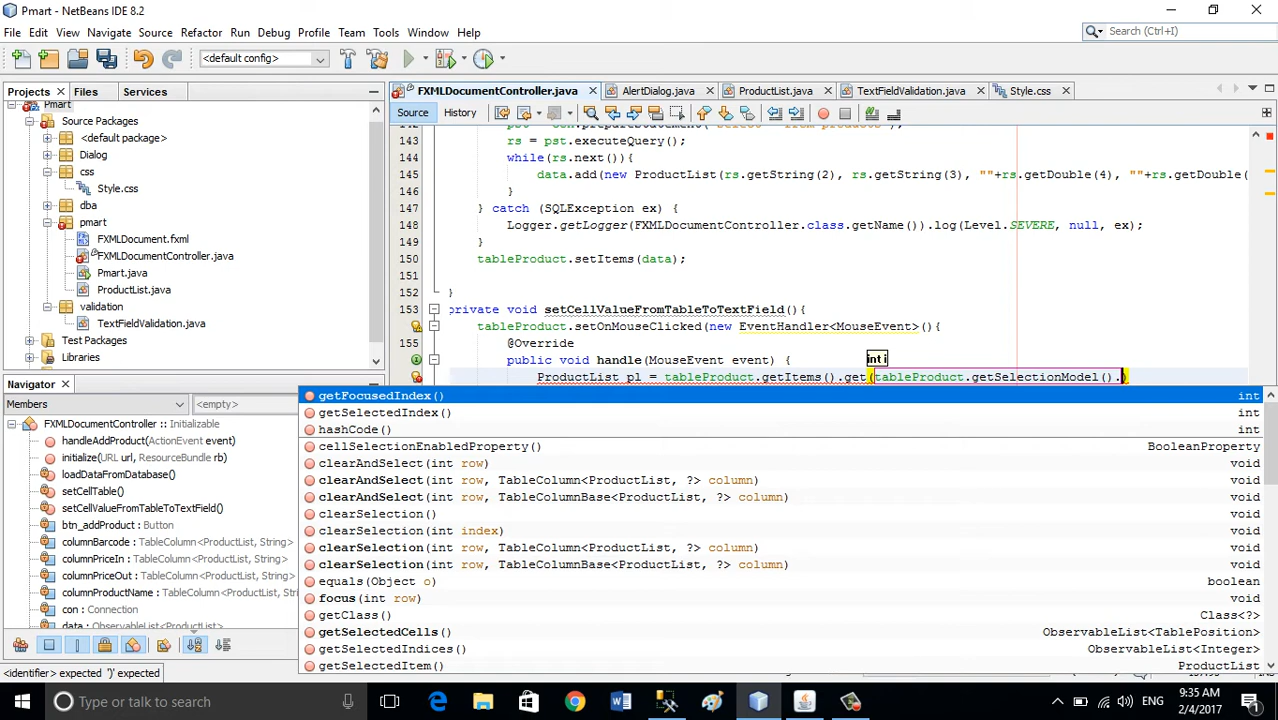 Pmart - NetBeans IDE 8.2
File Edit View Navigate Source Refactor Run Debug Profile Team Tools Window Help
Search (Ctrl+I)
<default config>
Projects Files Services
FXMLDocumentController.java AlertDialog.java ProductList.java TextFieldValidation.java Style.css
Source History
Pmart
Source Packages
<default package>
Dialog
css
Style.css
dba
pmart
FXMLDocument.fxml
FXMLDocumentController.java
Pmart.java
ProductList.java
validation
TextFieldValidation.java
Test Packages
Libraries
143 rs = pst.executeQuery();
144 while(rs.next()){
145 data.add(new ProductList(rs.getString(2), rs.getString(3), ""+rs.getDouble(4), ""+rs.getDouble(
146 }
147 } catch (SQLException ex) {
148 Logger.getLogger(FXMLDocumentController.class.getName()).log(Level.SEVERE, null, ex);
149 }
150 tableProduct.setItems(data);
151
152 }
153 private void setCellValueFromTableToTextField(){
tableProduct.setOnMouseClicked(new EventHandler<MouseEvent>(){
155 @Override
public void handle(MouseEvent event) {
int i
ProductList pl = tableProduct.getItems().get(tableProduct.getSelectionModel().)
Navigator
Members <empty>
FXMLDocumentController :: Initializable
handleAddProduct(ActionEvent event)
initialize(URL url, ResourceBundle rb)
loadDataFromDatabase()
setCellTable()
setCellValueFromTableToTextField()
btn_addProduct : Button
columnBarcode : TableColumn<ProductList, String>
columnPriceIn : TableColumn<ProductList, String>
columnPriceOut : TableColumn<ProductList, String>
columnProductName : TableColumn<ProductList, S
con : Connection
data : ObservableList<ProductList>
getFocusedIndex() int
getSelectedIndex() int
hashCode() int
cellSelectionEnabledProperty() BooleanProperty
clearAndSelect(int row) void
clearAndSelect(int row, TableColumn<ProductList, ?> column) void
clearAndSelect(int row, TableColumnBase<ProductList, ?> column) void
clearSelection() void
clearSelection(int index) void
clearSelection(int row, TableColumn<ProductList, ?> column) void
clearSelection(int row, TableColumnBase<ProductList, ?> column) void
equals(Object o) boolean
focus(int row) void
getClass() Class<?>
getSelectedCells() ObservableList<TablePosition>
getSelectedIndices() ObservableList<Integer>
getSelectedItem() ProductList
<identifier> expected ')' expected
Ask me anything
ENG
9:35 AM
2/4/2017